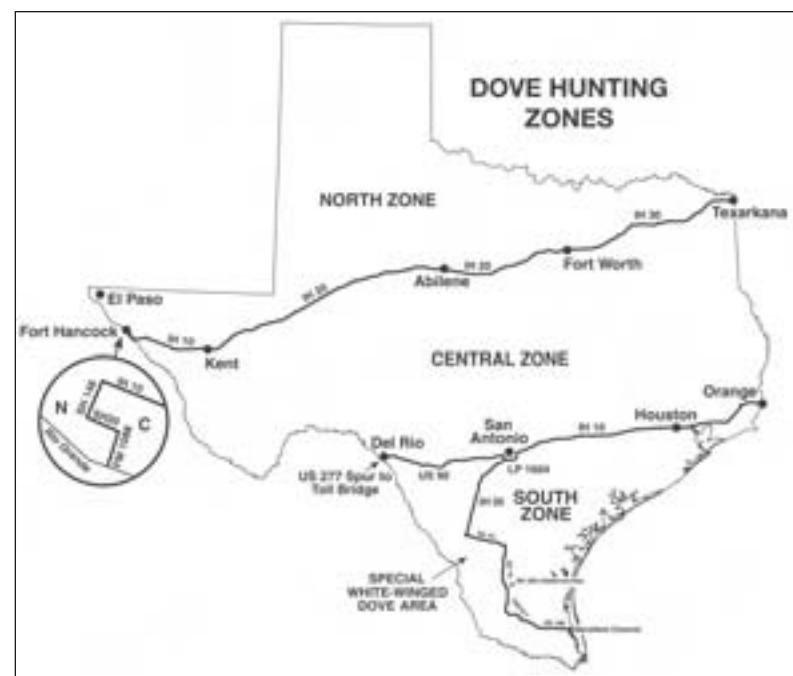 DOVE HUNTING
ZONES
NORTH ZONE
IH 30
Texarkana
Fort Worth
IH 20
Abilene
IH 20
El Paso
Fort Hancock
IH 10
Kent
CENTRAL ZONE
N
C
IH 10
Rio Grande
Orange
Houston
San
Antonio
IH 10
Del Rio
US 90
LP 1604
US 277 Spur to
Toll Bridge
IH 35
SOUTH
ZONE
SPECIAL
WHITE-WINGED
DOVE AREA